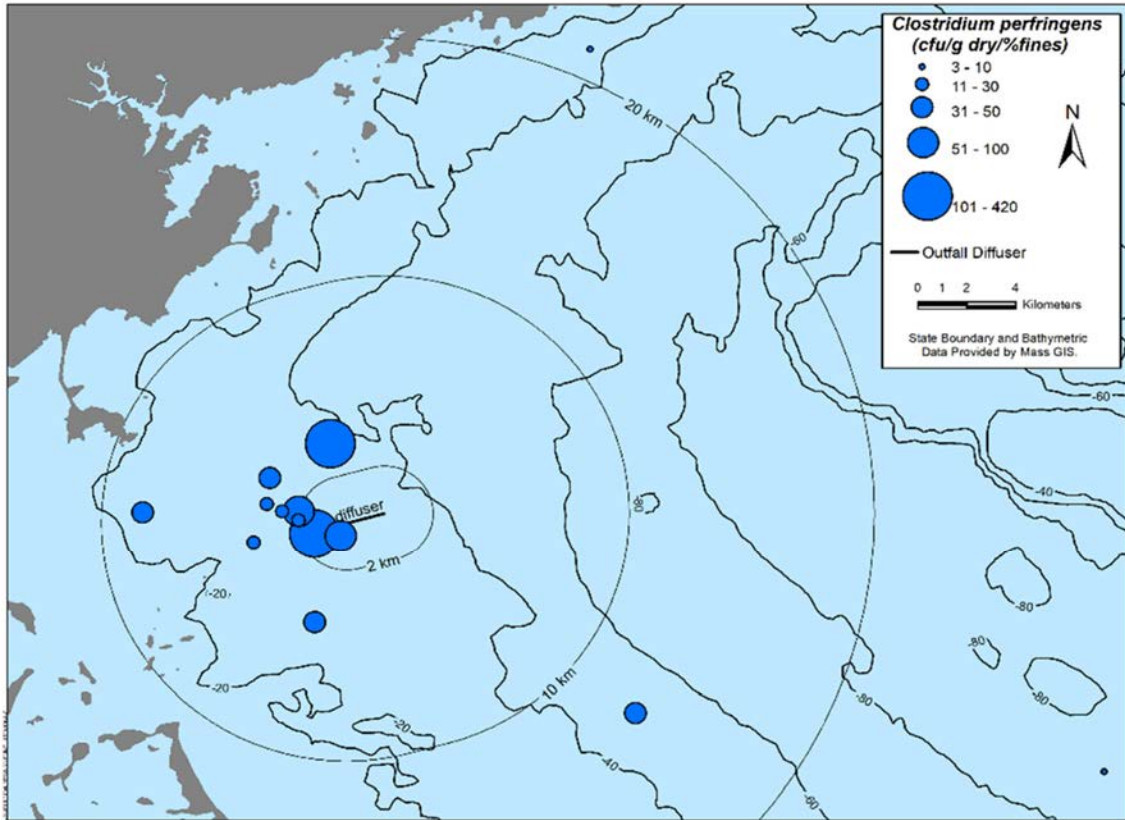 Clostridium perfringens
(cfu/g dry/%fines)
3 - 10
11 - 30
31 - 50
51 - 100
101 - 420
N
Outfall Diffuser
0 1 2 4
Kilometers
State Boundary and Bathymetric
Data Provided by Mass GIS.
20 km
-60
-60
-40
-80
diffuser
2 km
-20
-80
-80
-80
-20
10 km
-20
-80
-40
-60